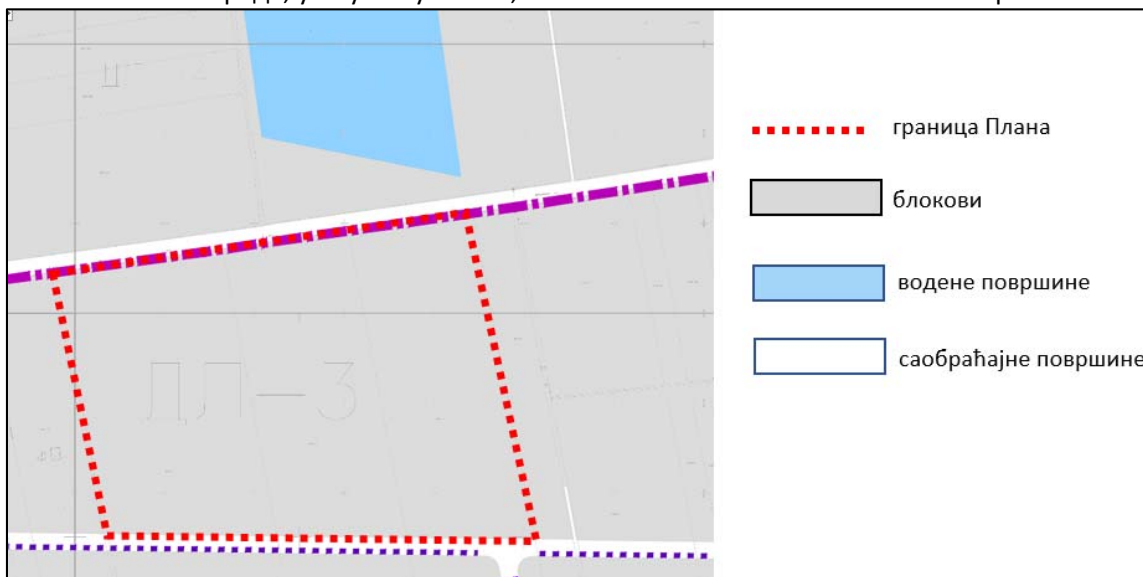 ДЛ-3
граница Плана
блокови
водене површине
саобраћајне површине